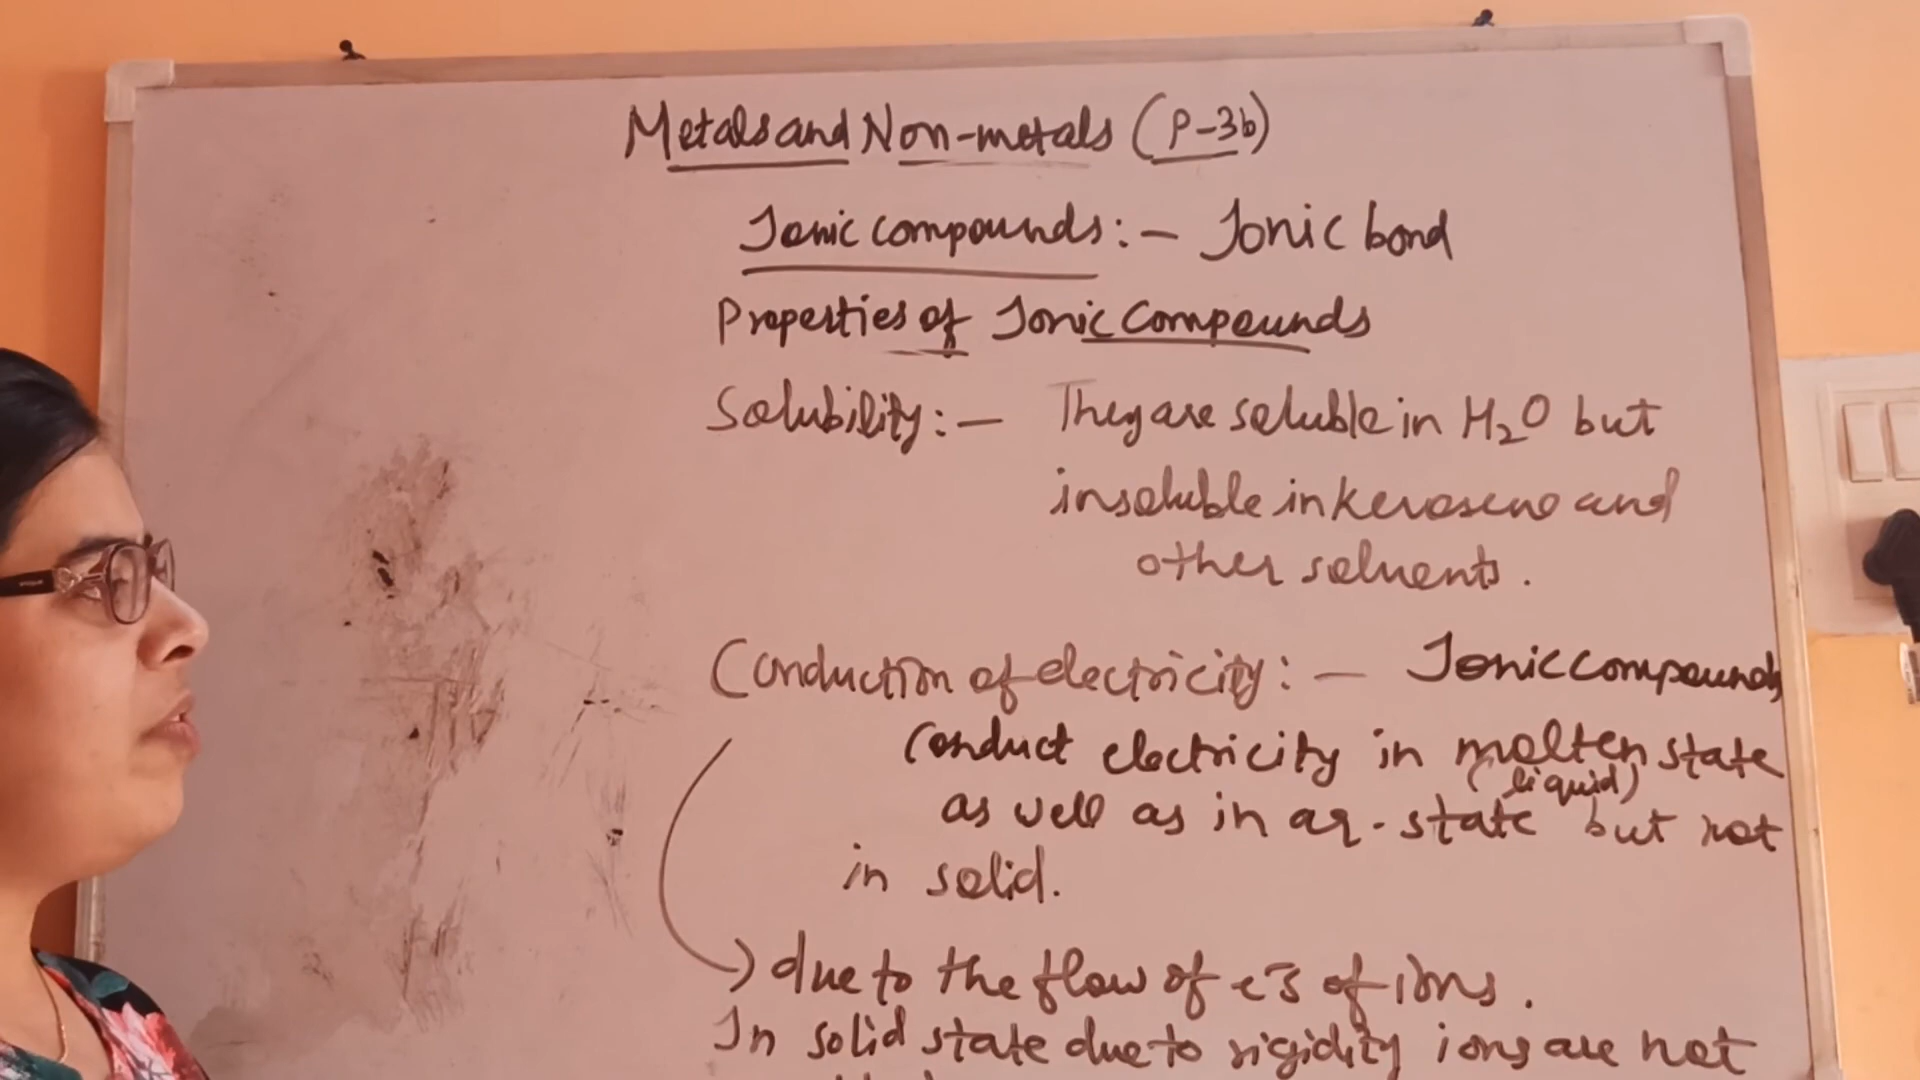 Metals and Non-metals (P-3b)
Ionic compounds:- Ionic bond
Properties of Ionic Compounds
Solubility:- They are soluble in H₂O but
insoluble in kerosene and
other solvents.
Conduction of electricity:- Ionic compounds
conduct electricity in molten state
(liquid)
as well as in aq. state but not
in solid.
due to the flow of e⁻s of ions.
In solid state due to rigidity ions are not